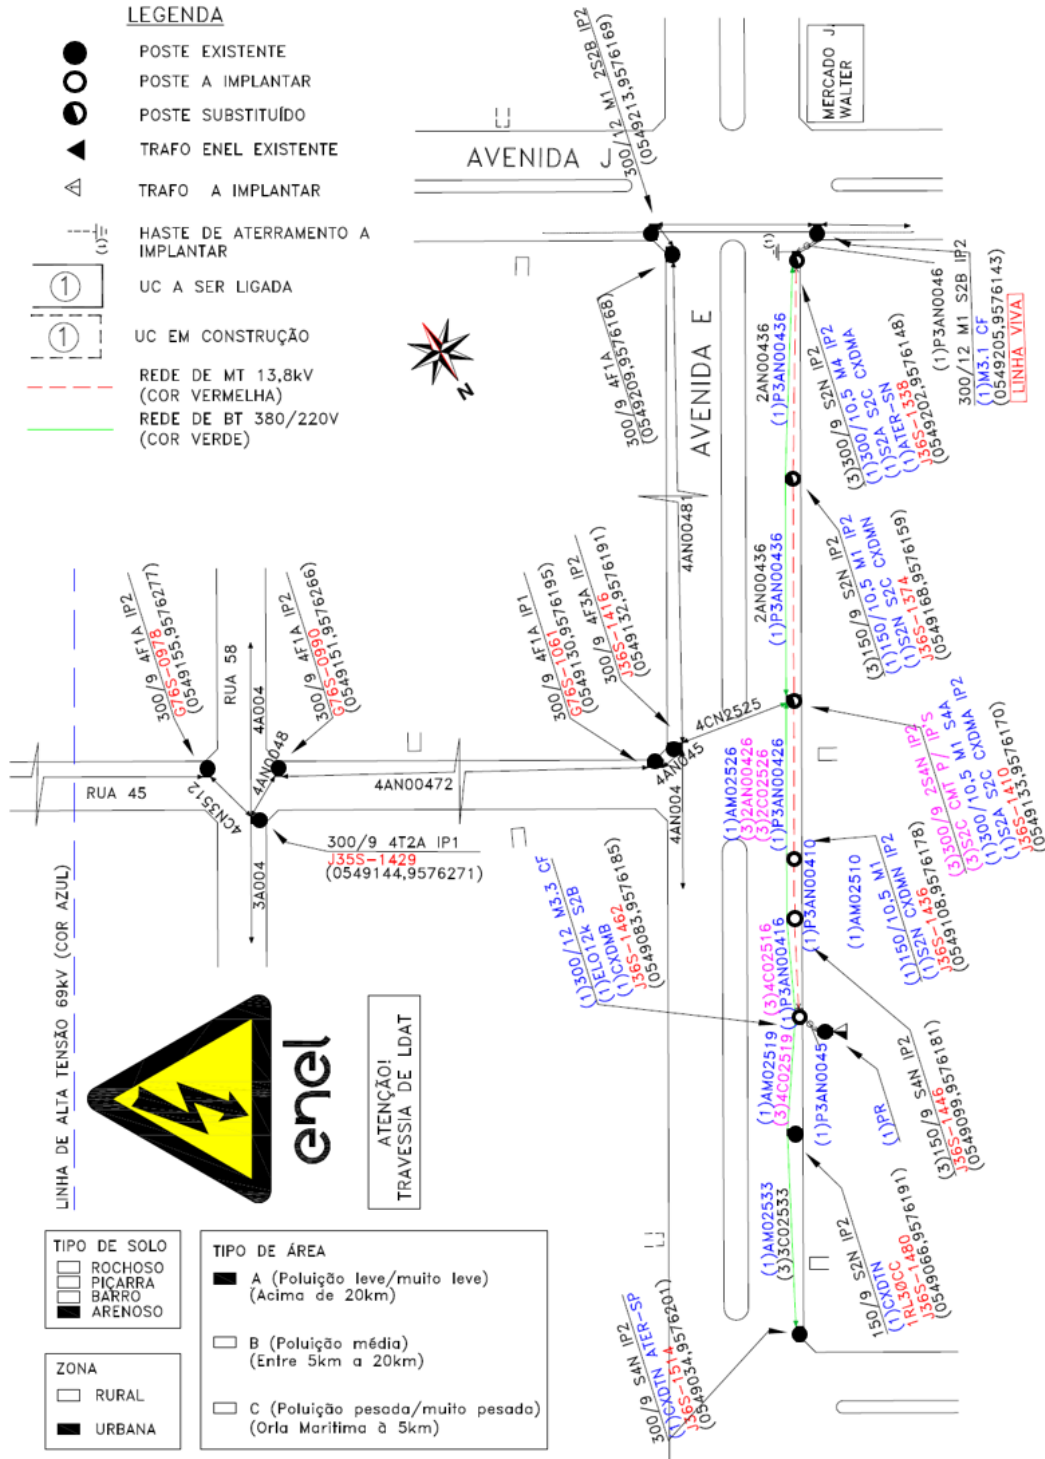 LEGENDA
POSTE EXISTENTE
POSTE A IMPLANTAR
POSTE SUBSTITUÍDO
TRAFO ENEL EXISTENTE
TRAFO A IMPLANTAR
(1)
HASTE DE ATERRAMENTO A
IMPLANTAR
1
UC A SER LIGADA
1
UC EM CONSTRUÇÃO
REDE DE MT 13,8kV
(COR VERMELHA)
REDE DE BT 380/220V
(COR VERDE)
300/12 M1 2S2B IP2
(0549213,9576169)
MERCADO J.
WALTER
AVENIDA J
AVENIDA E
N
300/9 4F1A
(0549209,9576168)
(1)
2AN00436
(1)P3AN00436
(3)300/9 S2N IP2
(1)300/10,5 M4 IP2
(1)S2A S2C CXDMA
(1)ATER-SN
J36S-1338
(0549202,9576148)
(1)P3AN0046
300/12 M1 S2B IP2
(1)M3.1 CF
(0549205,9576143)
LINHA VIVA
4AN00481
2AN00436
(1)P3AN00436
(3)150/9 S2N IP2
(1)150/10,5 M1 IP2
(1)S2N S2C CXDMN
J36S-1374
(0549168,9576159)
300/9 4F1A IP2
G76S-0978
(0549155,9576277)
RUA 58
4A004
300/9 4F1A IP2
G76S-0990
(0549151,9576266)
300/9 4F1A IP1
G76S-1061
(0549130,9576195)
300/9 4F3A IP2
J36S-1416
(0549132,9576191)
4CN2525
4AN045
4AN004
4AN0048
4AN00472
RUA 45
4CN3512
3A004
300/9 4T2A IP1
J35S-1429
(0549144,9576271)
(1)AM02526
(3)2AN00426
(3)2C02526
(1)P3AN00426
(3)300/9 2S4N IP2
(3)S2C CMT P/ IP'S
(1)300/10,5 M1 S4A
(1)S2A S2C CXDMA IP2
J36S-1410
(0549133,9576170)
(1)P3AN00410
(1)AM02510
(1)150/10,5 M1
(1)S2N CXDMN IP2
J36S-1436
(0549108,9576178)
(1)300/12 M3.3 CF
(1)ELO12k S2B
(1)CXDMB
J36S-1462
(0549083,9576185)
(3)4C02516
(1)P3AN00416
(3)150/9 S4N IP2
J36S-1446
(0549099,9576181)
(1)AM02519
(3)4C02519
(1)P3AN0045
(1)PR
(1)AM02533
(3)3C02533
150/9 S2N IP2
(1)CXDTN
1RL30CC
J36S-1480
(0549066,9576191)
300/9 S4N IP2
(1)CXDTN ATER-SP
J36S-1514
(0549034,9576201)
LINHA DE ALTA TENSÃO 69kV (COR AZUL)
enel
ATENÇÃO!
TRAVESSIA DE LDAT
TIPO DE SOLO
ROCHOSO
PIÇARRA
BARRO
ARENOSO
ZONA
RURAL
URBANA
TIPO DE ÁREA
A (Poluição leve/muito leve)
(Acima de 20km)
B (Poluição média)
(Entre 5km a 20km)
C (Poluição pesada/muito pesada)
(Orla Maritima à 5km)